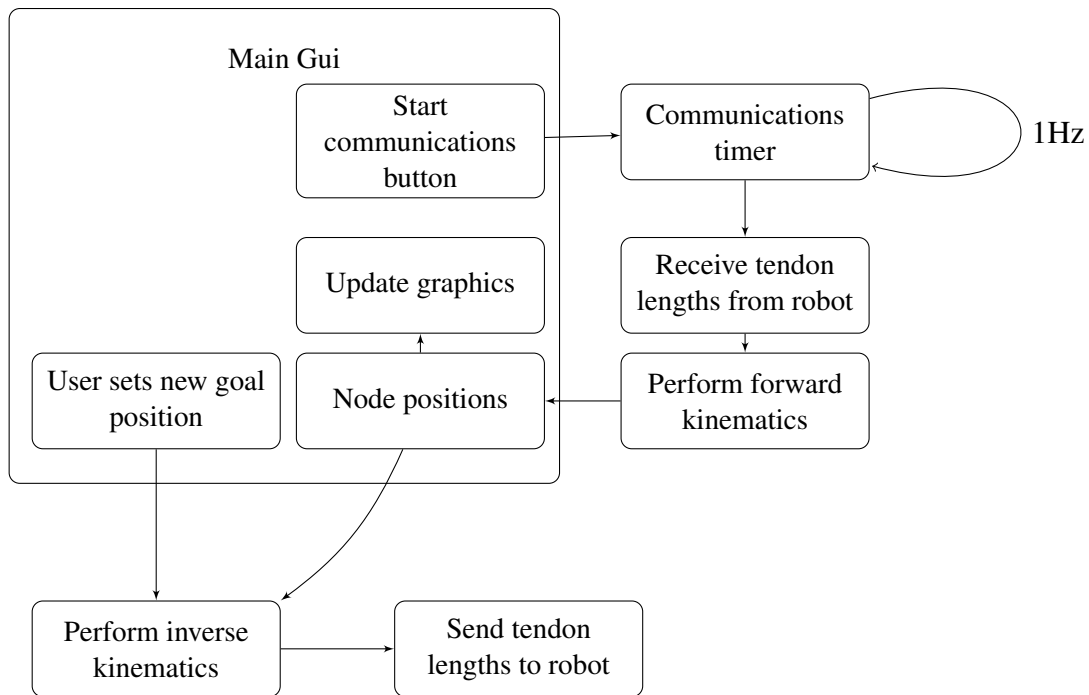 Main Gui
Start
communications
button
Communications
timer
1Hz
Update graphics
Receive tendon
lengths from robot
User sets new goal
position
Node positions
Perform forward
kinematics
Perform inverse
kinematics
Send tendon
lengths to robot